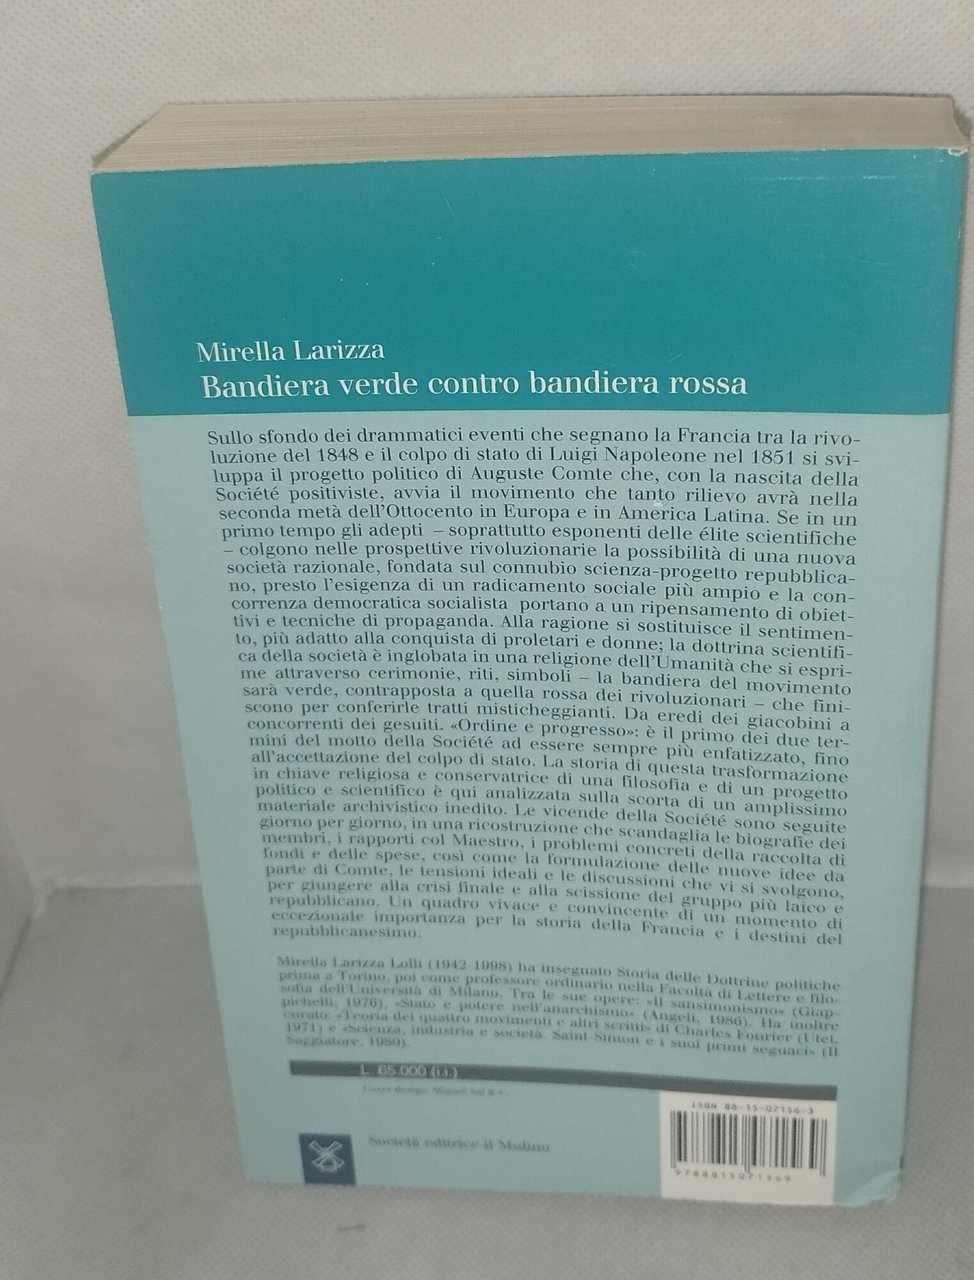 Mirella Larizza
Bandiera verde contro bandiera rossa
Sullo sfondo dei drammatici eventi che segnano la Francia tra la rivo-
luzione del 1848 e il colpo di stato di Luigi Napoleone nel 1851 si svi-
luppa il progetto politico di Auguste Comte che, con la nascita della
Société positiviste, avvia il movimento che tanto rilievo avrà nella
seconda metà dell'Ottocento in Europa e in America Latina. Se in un
primo tempo gli adepti – soprattutto esponenti delle élite scientifiche
– colgono nelle prospettive rivoluzionarie la possibilità di una nuova
società razionale, fondata sul connubio scienza-progetto repubblica-
no, presto l'esigenza di un radicamento sociale più ampio e la con-
correnza democratica socialista portano a un ripensamento di obiet-
tivi e tecniche di propaganda. Alla ragione si sostituisce il sentimen-
to, più adatto alla conquista di proletari e donne; la dottrina scientifi-
ca della società è inglobata in una religione dell'Umanità che si espri-
me attraverso cerimonie, riti, simboli – la bandiera del movimento
sarà verde, contrapposta a quella rossa dei rivoluzionari – che fini-
scono per conferirle tratti misticheggianti. Da eredi dei giacobini a
concorrenti dei gesuiti. «Ordine e progresso»: è il primo dei due ter-
mini del motto della Société ad essere sempre più enfatizzato, fino
all'accettazione del colpo di stato. La storia di questa trasformazione
in chiave religiosa e conservatrice di una filosofia e di un progetto
politico e scientifico è qui analizzata sulla scorta di un amplissimo
materiale archivistico inedito. Le vicende della Société sono seguite
giorno per giorno, in una ricostruzione che scandaglia le biografie dei
membri, i rapporti col Maestro, i problemi concreti della raccolta di
fondi e delle spese, così come la formulazione delle nuove idee da
parte di Comte, le tensioni ideali e le discussioni che vi si svolgono,
per giungere alla crisi finale e alla scissione del gruppo più laico e
repubblicano. Un quadro vivace e convincente di un momento di
eccezionale importanza per la storia della Francia e i destini del
repubblicanesimo.
Mirella Larizza Lolli (1942-1998) ha insegnato Storia delle Dottrine politiche
prima a Torino, poi come professore ordinario nella Facoltà di Lettere e filo-
sofia dell'Università di Milano. Tra le sue opere: «Il sansimonismo» (Giap-
pichelli, 1976), «Stato e potere nell'anarchismo» (Angeli, 1986). Ha inoltre
curato: «Teoria dei quattro movimenti e altri scritti» di Charles Fourier (Utet,
1971) e «Scienza, industria e società. Saint-Simon e i suoi primi seguaci» (Il
Saggiatore, 1980).
L. 65.000 (i.i.)
Cover design: Miguel Sal & C.
Società editrice il Mulino
ISBN 88-15-07156-3
9788815071569